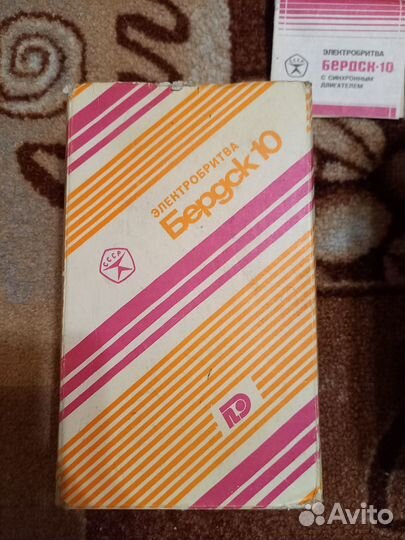 ЭЛЕКТРОБРИТВА
БЕРДСК-10
С СИНХРОННЫМ
ДВИГАТЕЛЕМ
ЭЛЕКТРОБРИТВА
Бердск 10
СССР
Avito